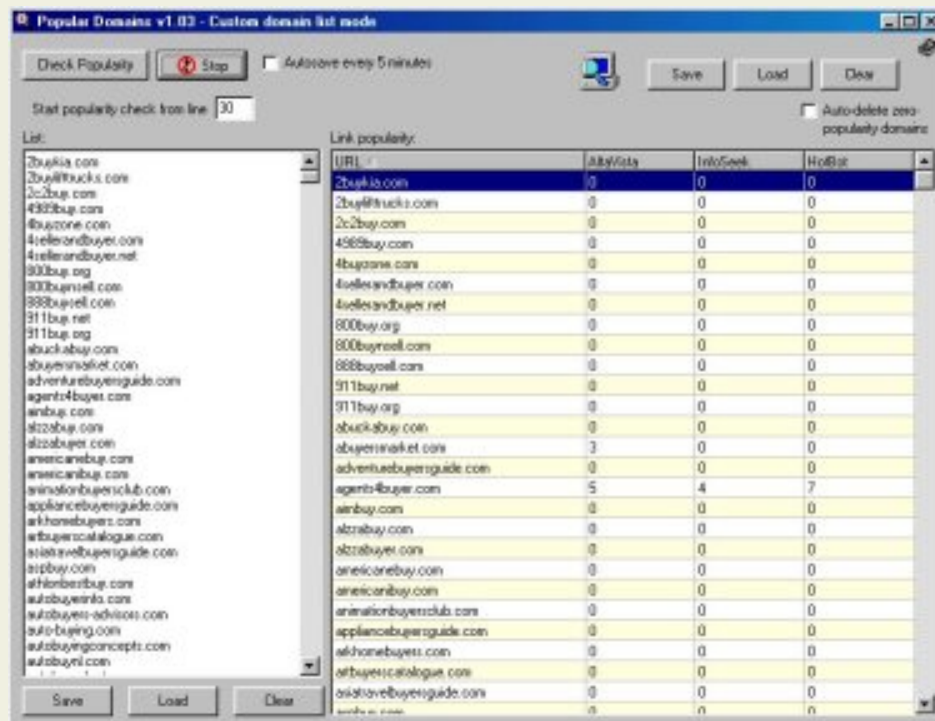 Popular Domains v1.03 - Custom domain list mode
Check Popularity
Stop
Autosave every 5 minutes
Save
Load
Clear
Start popularity check from line 30
Auto-delete zero-popularity domains
List:
2buykia.com
2c2buy.com
4989buy.com
4buyzone.com
4sellerandbuyer.com
4sellerandbuyer.net
800buy.org
800buynsell.com
888buysell.com
911buy.net
911buy.org
abuckabuy.com
abuyersmarket.com
adventurebuyersguide.com
agents4buyer.com
aimbuy.com
alzzabuy.com
alzzabuyer.com
americanebuy.com
americanibuy.com
animationbuyersclub.com
appliancebuyersguide.com
arkhomebuyers.com
artbuyerscatalogue.com
asiatravelbuyersguide.com
aspbuy.com
athlonbestbuy.com
autobuyerinfo.com
autobuyers-advisors.com
auto-buying.com
autobuyingconcepts.com
autobuynl.com
Save
Load
Clear
Link popularity:
URL AltaVista InfoSeek HotBot
2buykia.com 0 0 0
0 0 0
2c2buy.com 0 0 0
4989buy.com 0 0 0
4buyzone.com 0 0 0
4sellerandbuyer.com 0 0 0
4sellerandbuyer.net 0 0 0
800buy.org 0 0 0
800buynsell.com 0 0 0
888buysell.com 0 0 0
911buy.net 0 0 0
911buy.org 0 0 0
abuckabuy.com 0 0 0
abuyersmarket.com 3 0 0
adventurebuyersguide.com 0 0 0
agents4buyer.com 5 4 7
aimbuy.com 0 0 0
alzzabuy.com 0 0 0
alzzabuyer.com 0 0 0
americanebuy.com 0 0 0
americanibuy.com 0 0 0
animationbuyersclub.com 0 0 0
appliancebuyersguide.com 0 0 0
arkhomebuyers.com 0 0 0
artbuyerscatalogue.com 0 0 0
asiatravelbuyersguide.com 0 0 0
aspbuy.com 0 0 0